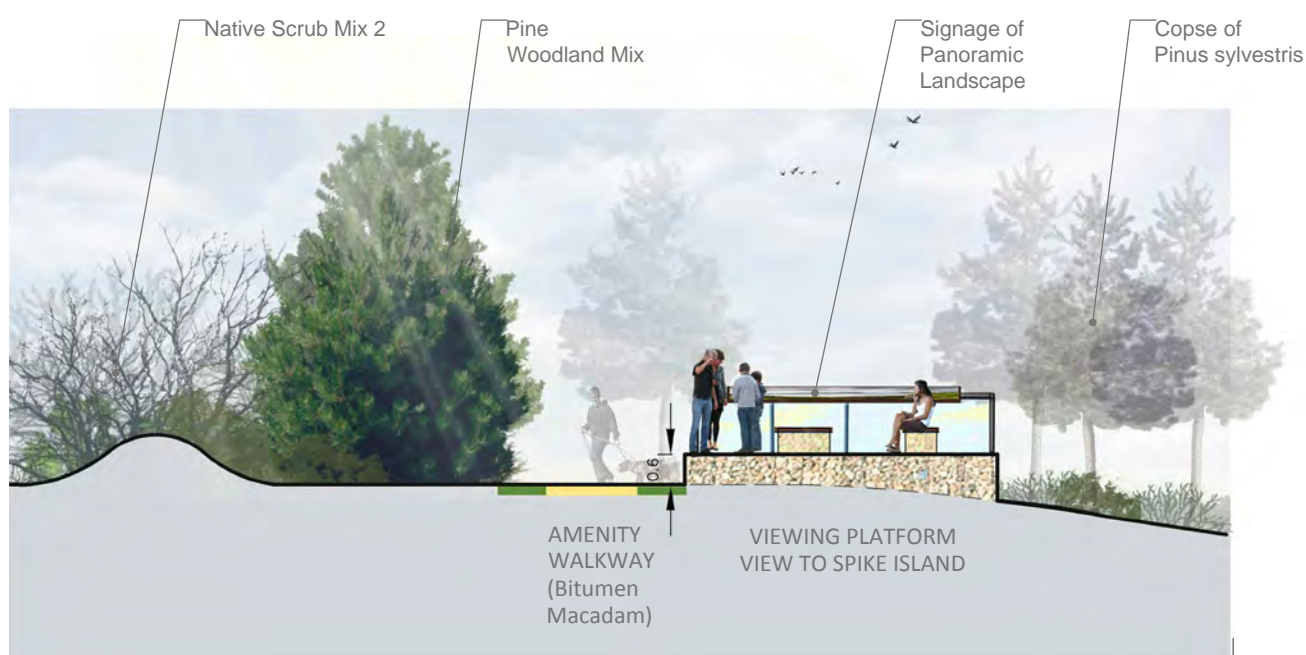 Native Scrub Mix 2
Pine
Woodland Mix
Signage of
Panoramic
Landscape
Copse of
Pinus sylvestris
0.6
AMENITY
WALKWAY
(Bitumen
Macadam)
VIEWING PLATFORM
VIEW TO SPIKE ISLAND